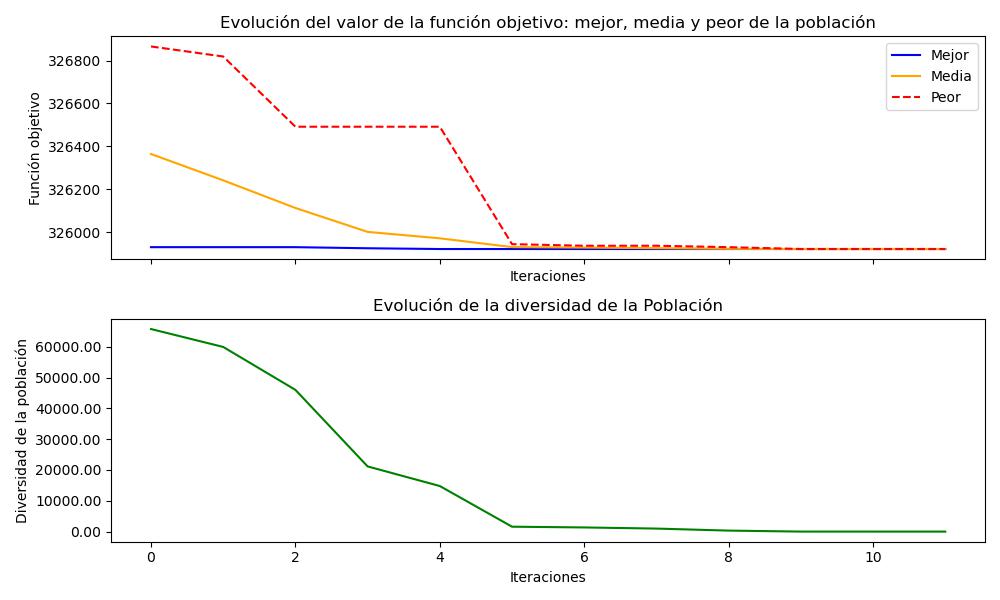 Evolución del valor de la función objetivo: mejor, media y peor de la población
Función objetivo
326800
326600
326400
326200
326000
Mejor
Media
Peor
Iteraciones
Evolución de la diversidad de la Población
Diversidad de la población
60000.00
50000.00
40000.00
30000.00
20000.00
10000.00
0.00
0 2 4 6 8 10
Iteraciones